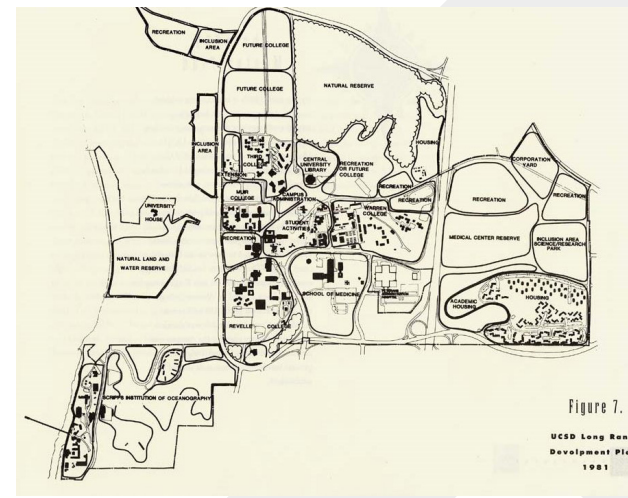 RECREATION
INCLUSION
AREA
FUTURE COLLEGE
FUTURE COLLEGE
NATURAL RESERVE
INCLUSION
AREA
THIRD
COLLEGE
EXTENSION
CENTRAL
UNIVERSITY
LIBRARY
RECREATION
OR FUTURE
COLLEGE
HOUSING
CORPORATION
YARD
RECREATION
MUIR
COLLEGE
CAMPUS
ADMINISTRATION
RECREATION
RECREATION
RECREATION
UNIVERSITY
HOUSE
STUDENT
ACTIVITIES
WARREN
COLLEGE
RECREATION
MEDICAL CENTER RESERVE
INCLUSION AREA
SCIENCE/RESEARCH
PARK
NATURAL LAND AND
WATER RESERVE
SCHOOL OF MEDICINE
ACADEMIC
HOUSING
HOUSING
REVELLE COLLEGE
SCRIPPS INSTITUTION OF OCEANOGRAPHY
Figure 7.
UCSD Long Ran
Devolpment Pla
1981